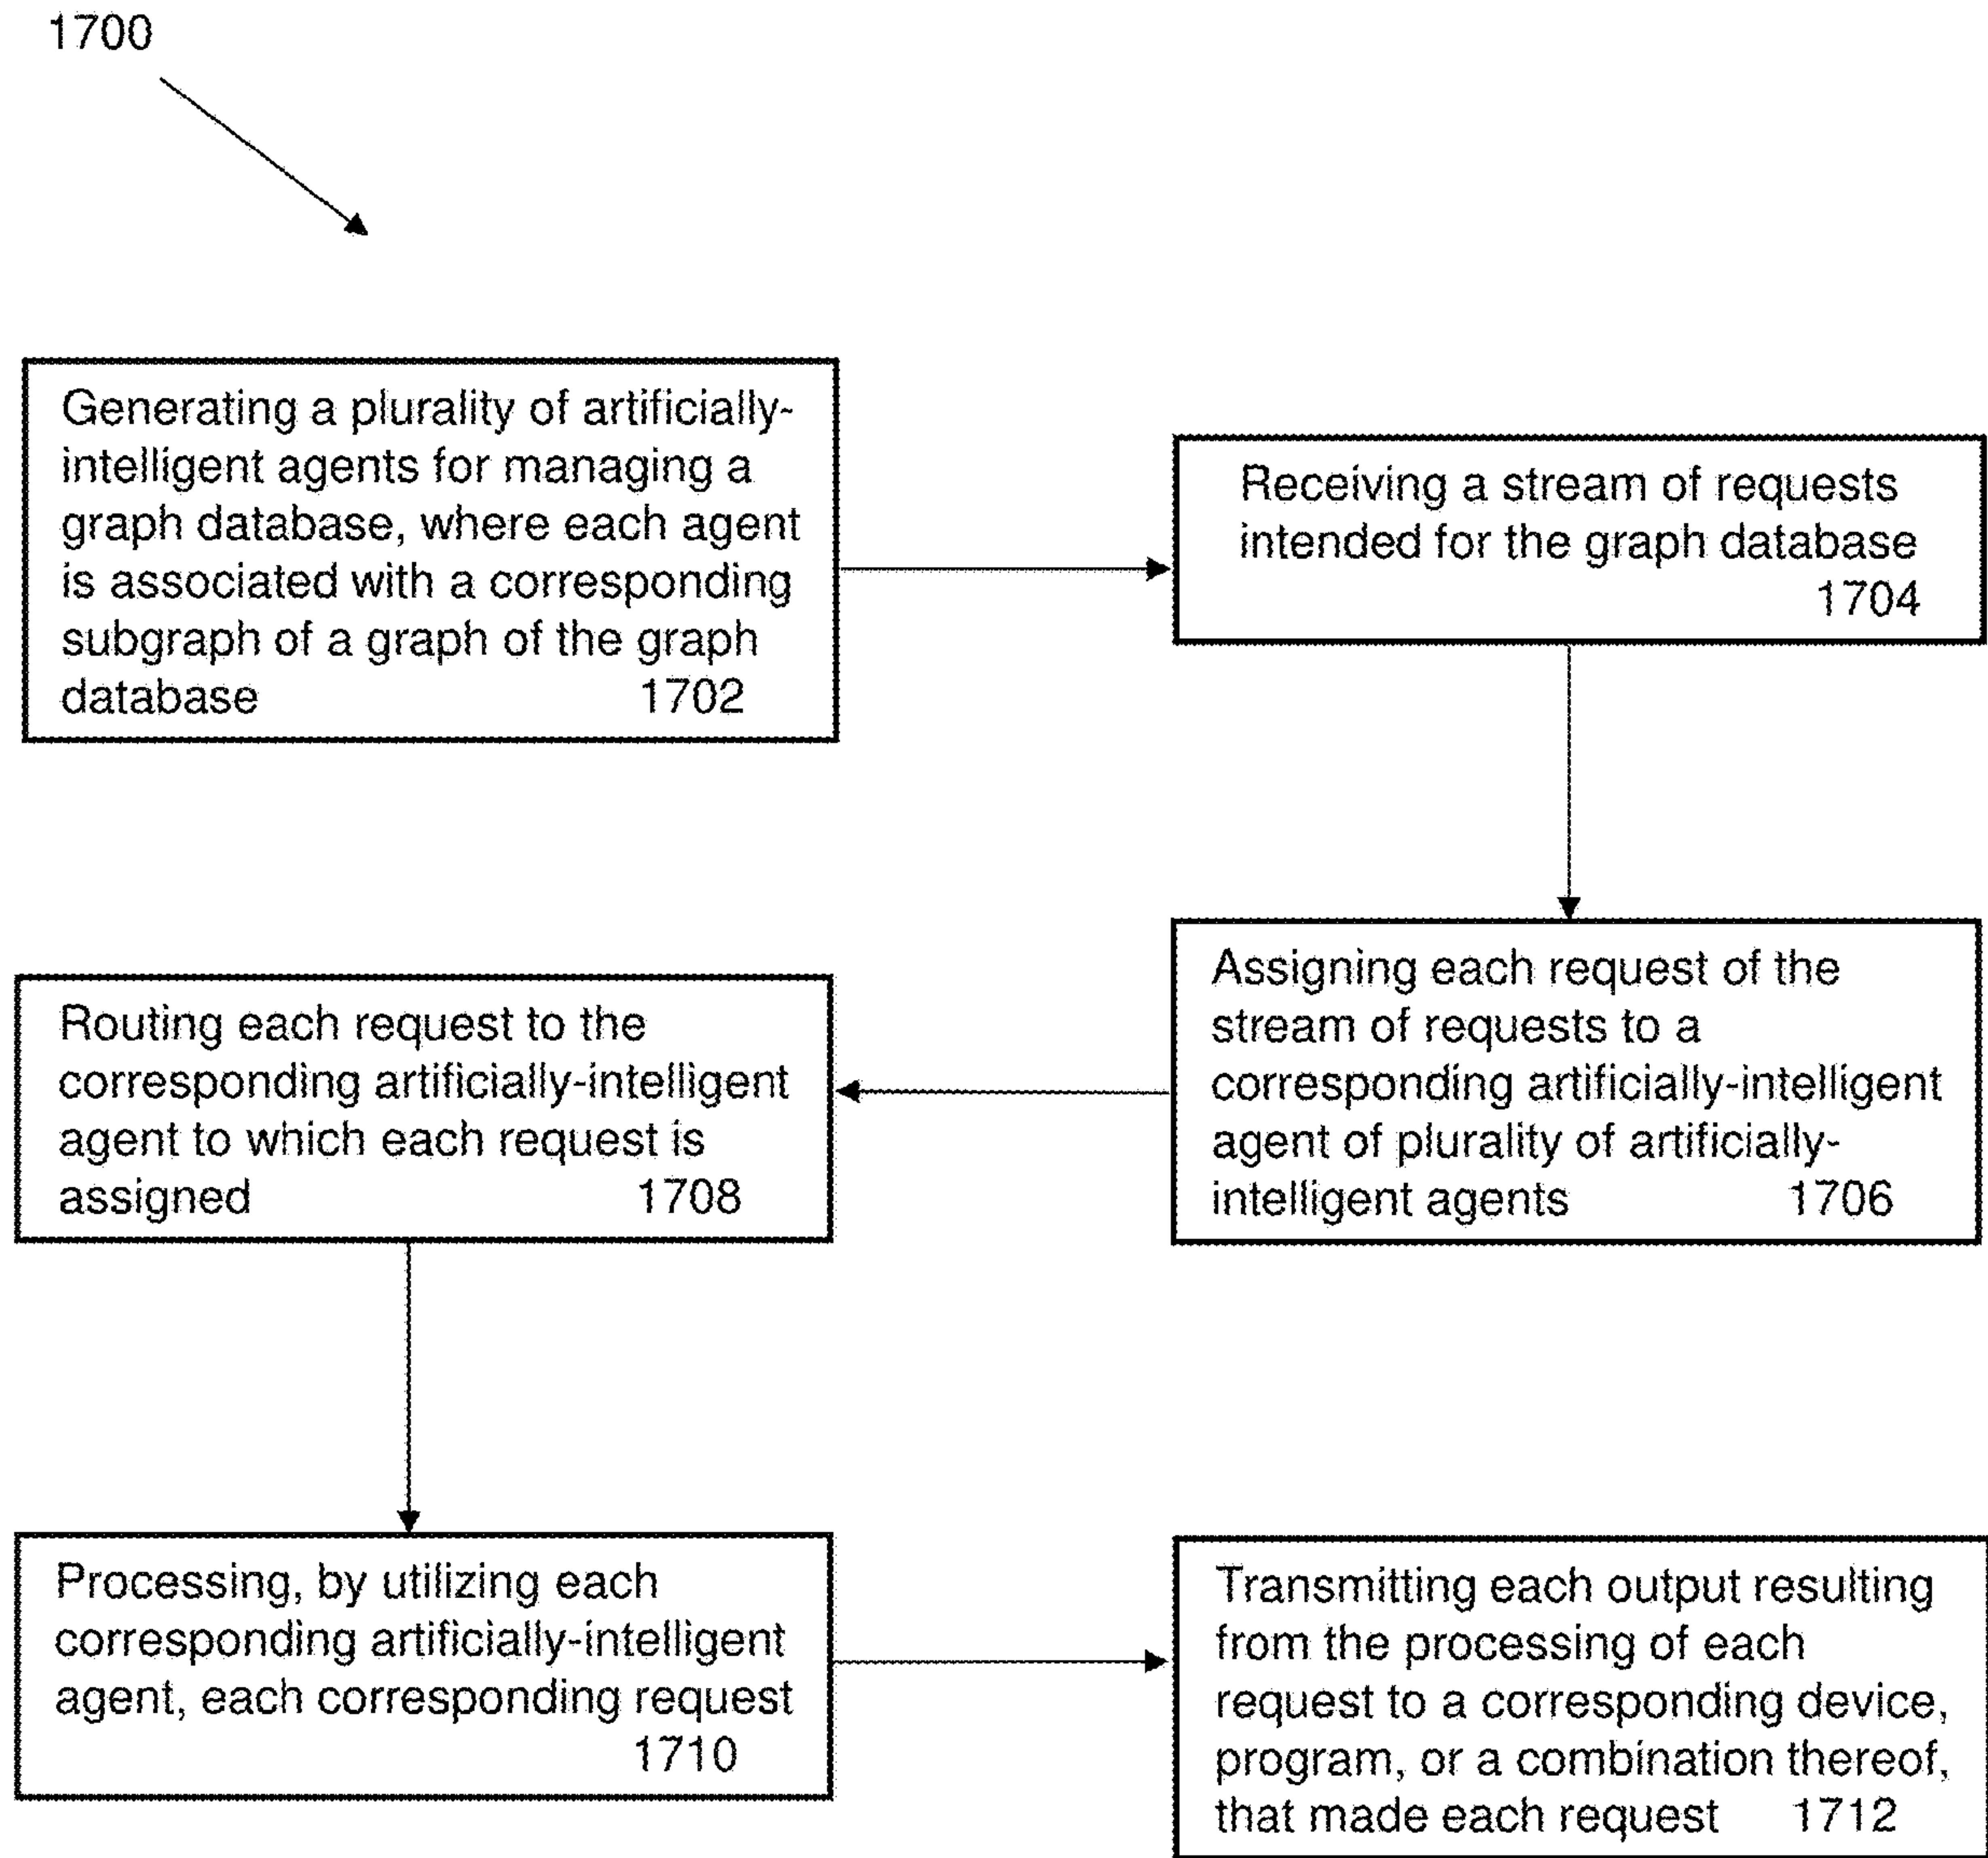 1700
Generating a plurality of artificially-
intelligent agents for managing a
graph database, where each agent
is associated with a corresponding
subgraph of a graph of the graph
database 1702
Receiving a stream of requests
intended for the graph database
1704
Assigning each request of the
stream of requests to a
corresponding artificially-intelligent
agent of plurality of artificially-
intelligent agents 1706
Routing each request to the
corresponding artificially-intelligent
agent to which each request is
assigned 1708
Processing, by utilizing each
corresponding artificially-intelligent
agent, each corresponding request
1710
Transmitting each output resulting
from the processing of each
request to a corresponding device,
program, or a combination thereof,
that made each request 1712